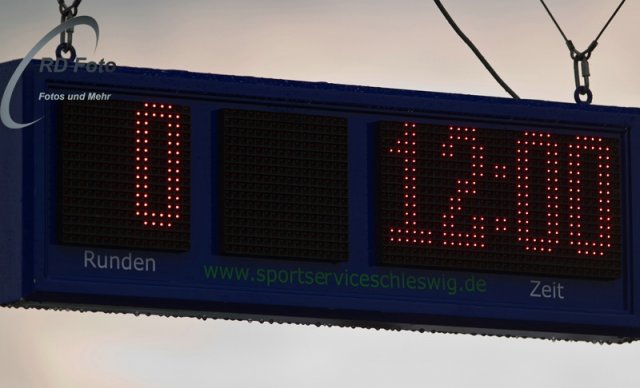 RD Foto
Fotos und Mehr
0
12:00
Runden
www.sportserviceschleswig.de
Zeit